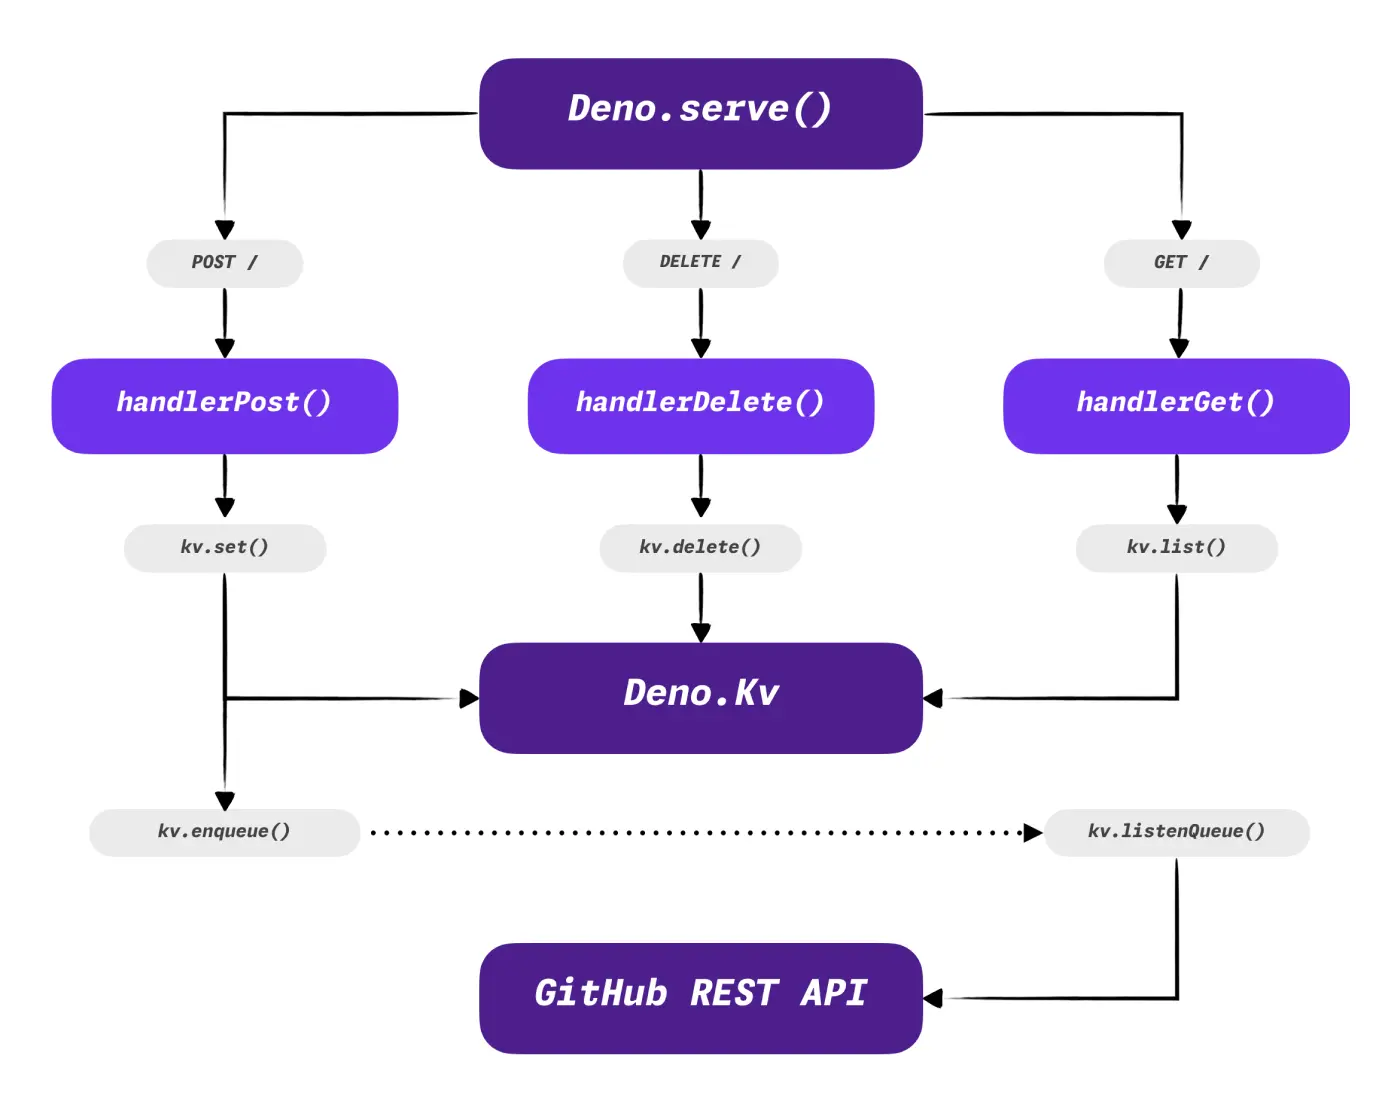 Deno.serve()
POST /
DELETE /
GET /
handlerPost()
handlerDelete()
handlerGet()
kv.set()
kv.delete()
kv.list()
Deno.Kv
kv.enqueue()
kv.listenQueue()
GitHub REST API